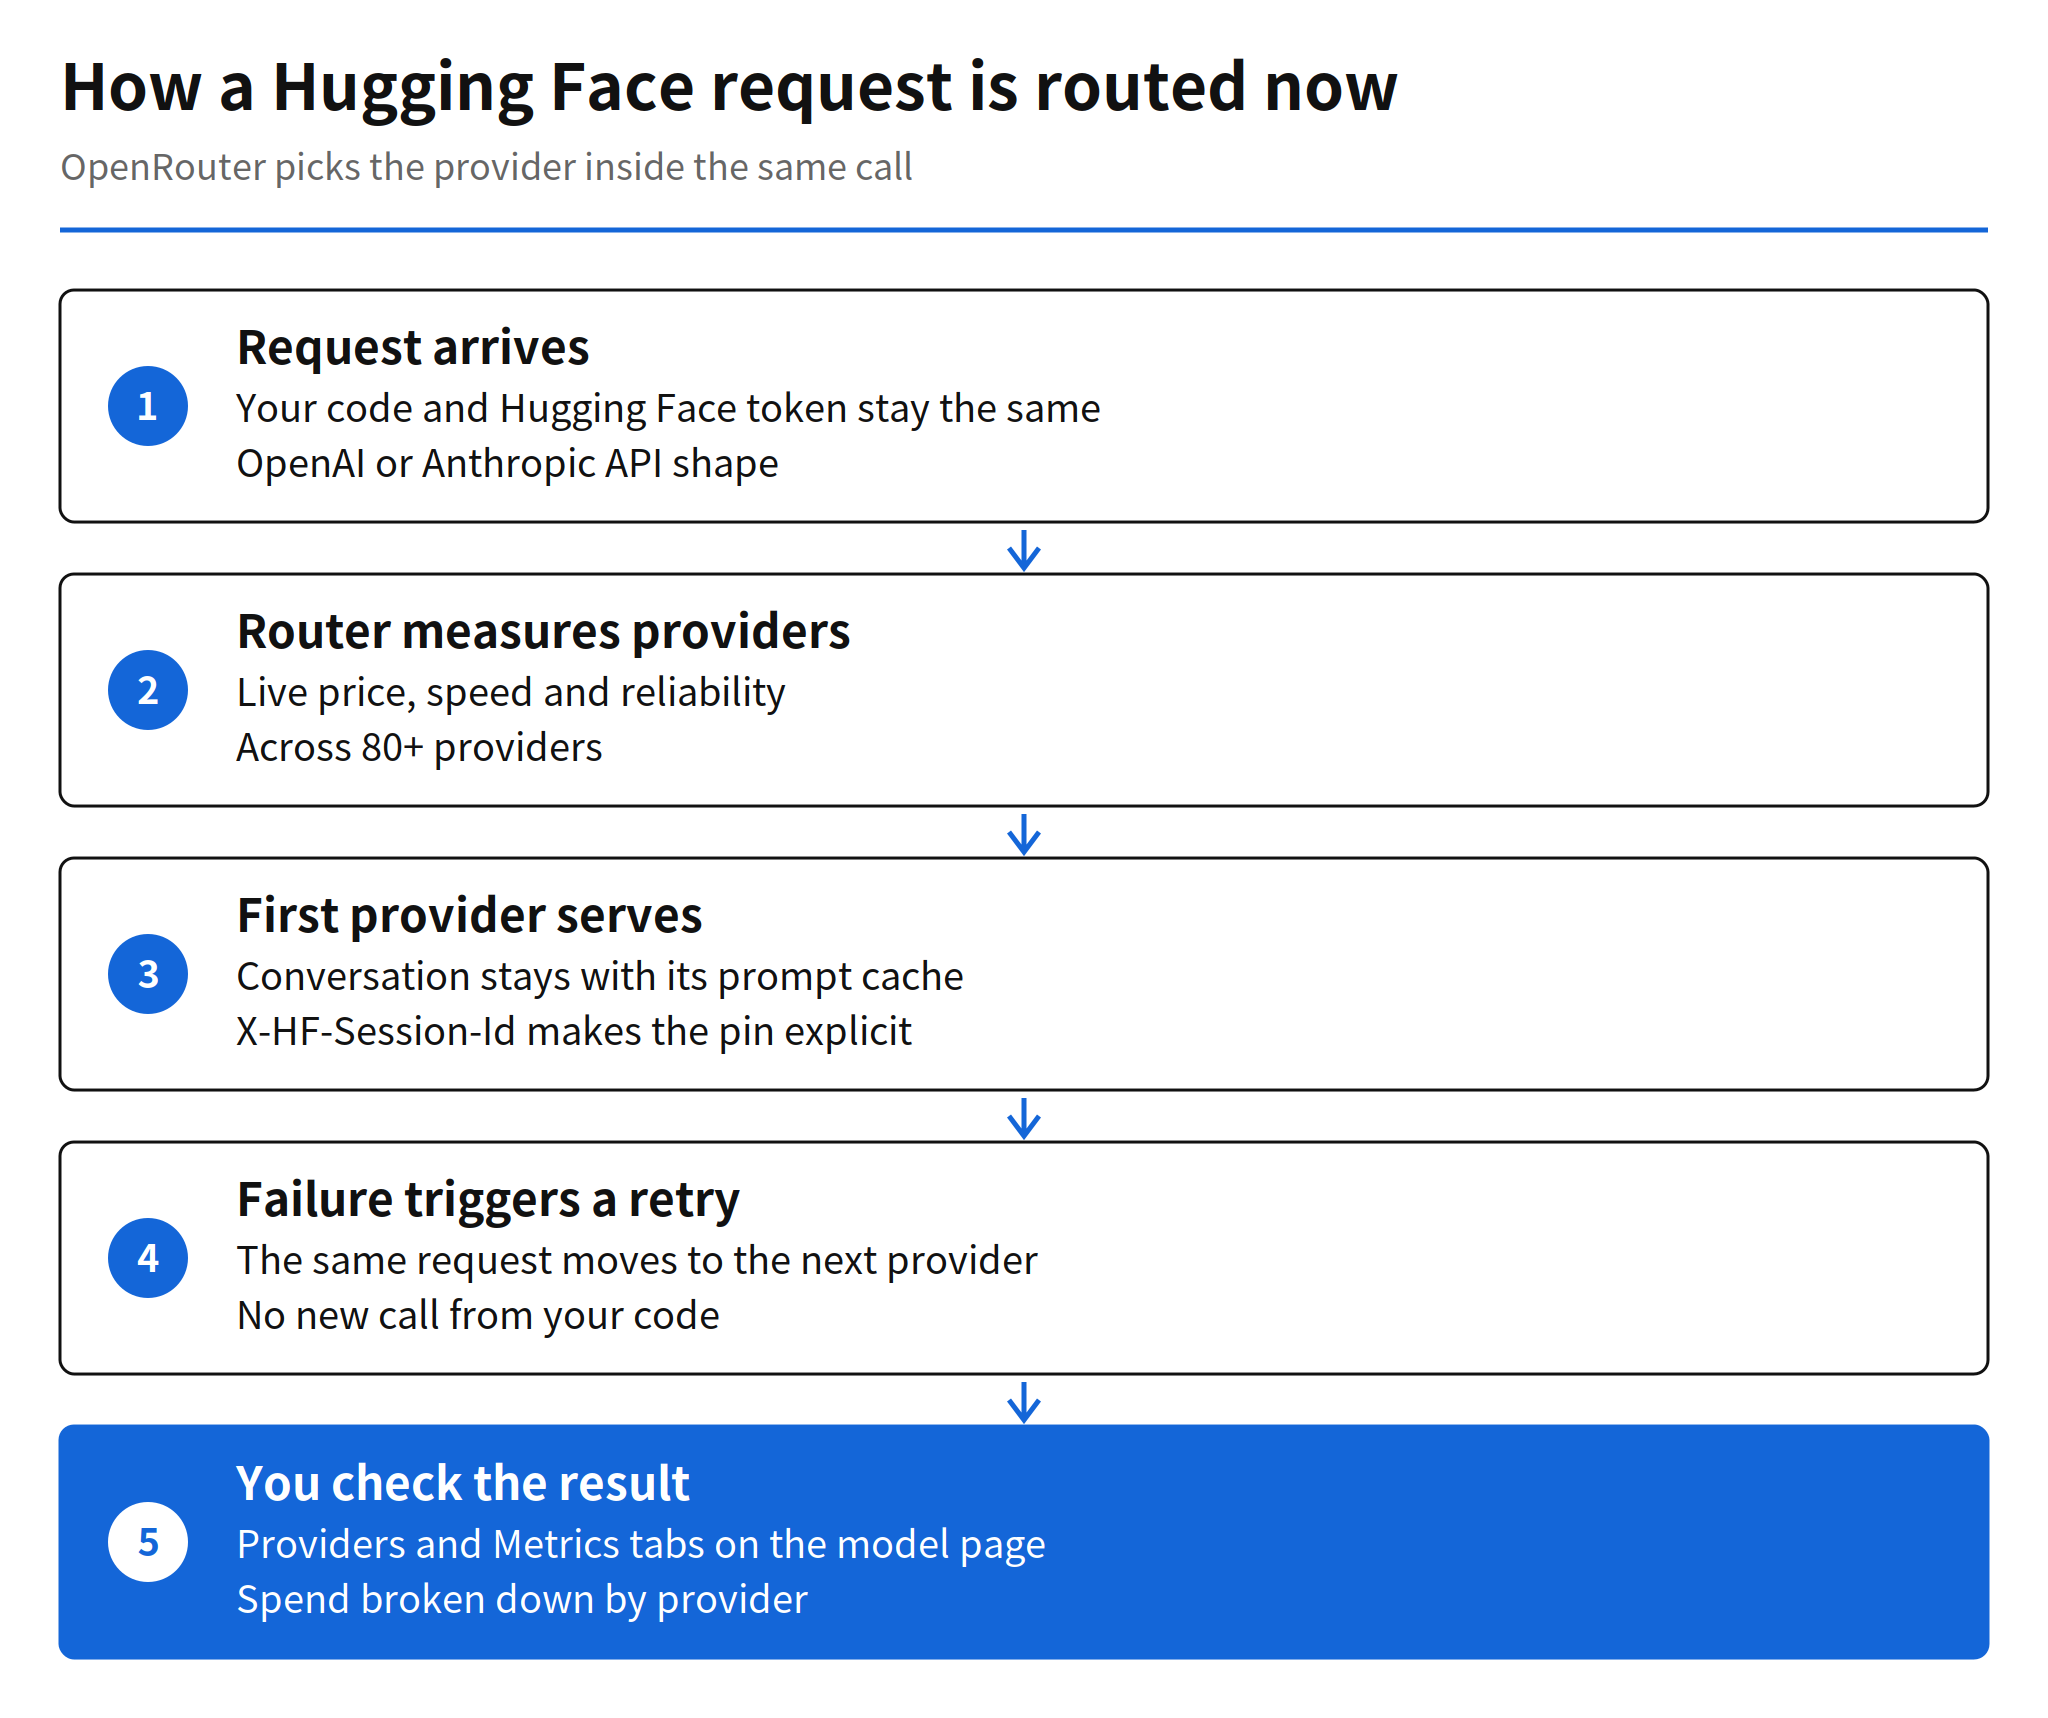 How a Hugging Face request is routed now
OpenRouter picks the provider inside the same call
Request arrives
1
Your code and Hugging Face token stay the same
OpenAI or Anthropic API shape
Router measures providers
2
Live price, speed and reliability
Across 80+ providers
First provider serves
3
Conversation stays with its prompt cache
X-HF-Session-Id makes the pin explicit
Failure triggers a retry
4
The same request moves to the next provider
No new call from your code
You check the result
5
Providers and Metrics tabs on the model page
Spend broken down by provider